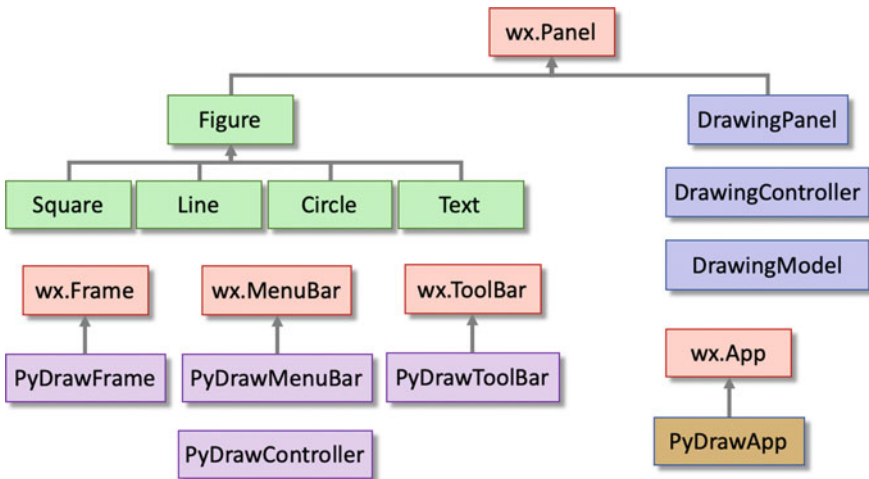 wx.Panel
Figure
DrawingPanel
Square
Line
Circle
Text
DrawingController
DrawingModel
wx.Frame
wx.MenuBar
wx.ToolBar
wx.App
PyDrawFrame
PyDrawMenuBar
PyDrawToolBar
PyDrawController
PyDrawApp